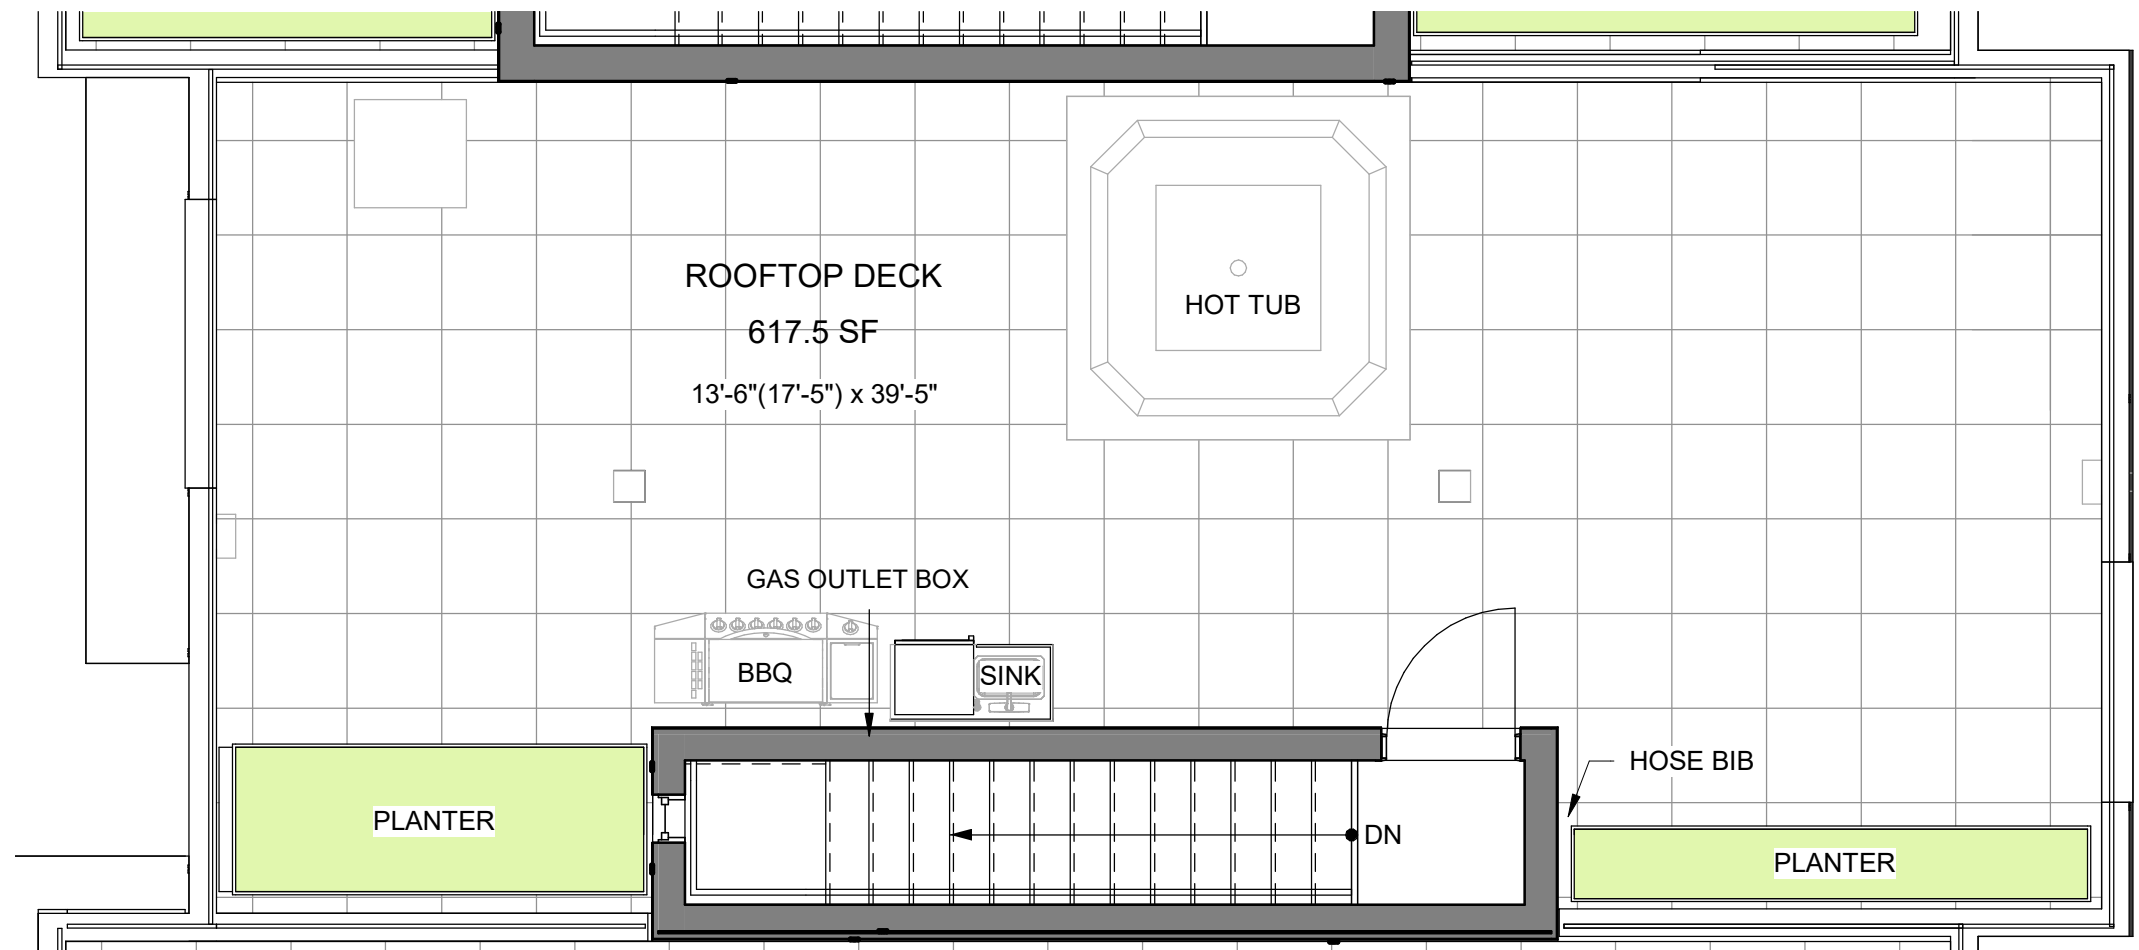 ROOFTOP DECK
617.5 SF
13'-6"(17'-5") x 39'-5"
HOT TUB
GAS OUTLET BOX
BBQ
SINK
HOSE BIB
PLANTER
DN
PLANTER